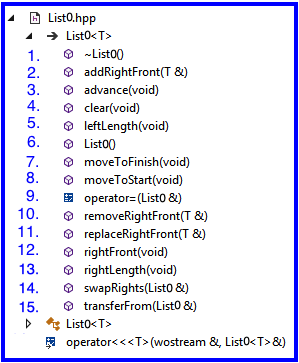 List0.hpp
List0<T>
1. ~List0()
2. addRightFront(T &)
3. advance(void)
4. clear(void)
5. leftLength(void)
6. List0()
7. moveToFinish(void)
8. moveToStart(void)
9. operator=(List0 &)
10. removeRightFront(T &)
11. replaceRightFront(T &)
12. rightFront(void)
13. rightLength(void)
14. swapRights(List0 &)
15. transferFrom(List0 &)
List0<T>
operator<<<T>(wostream &, List0<T> &)